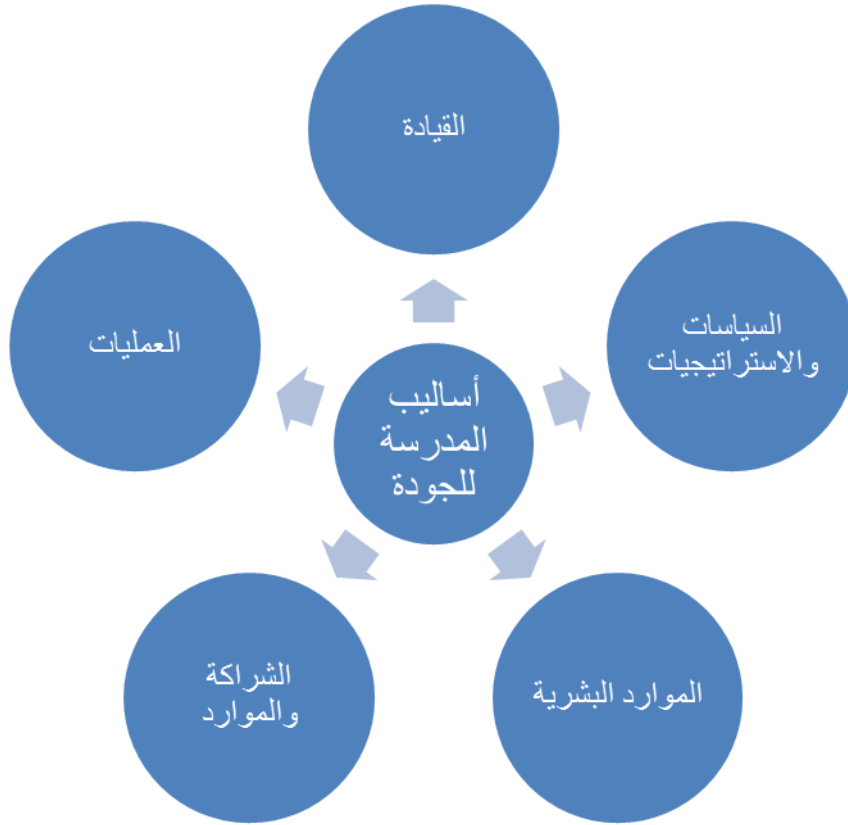 القيادة
السياسات
والاستراتيجيات
العمليات
أساليب
المدرسة
للجودة
الموارد البشرية
الشراكة
والموارد